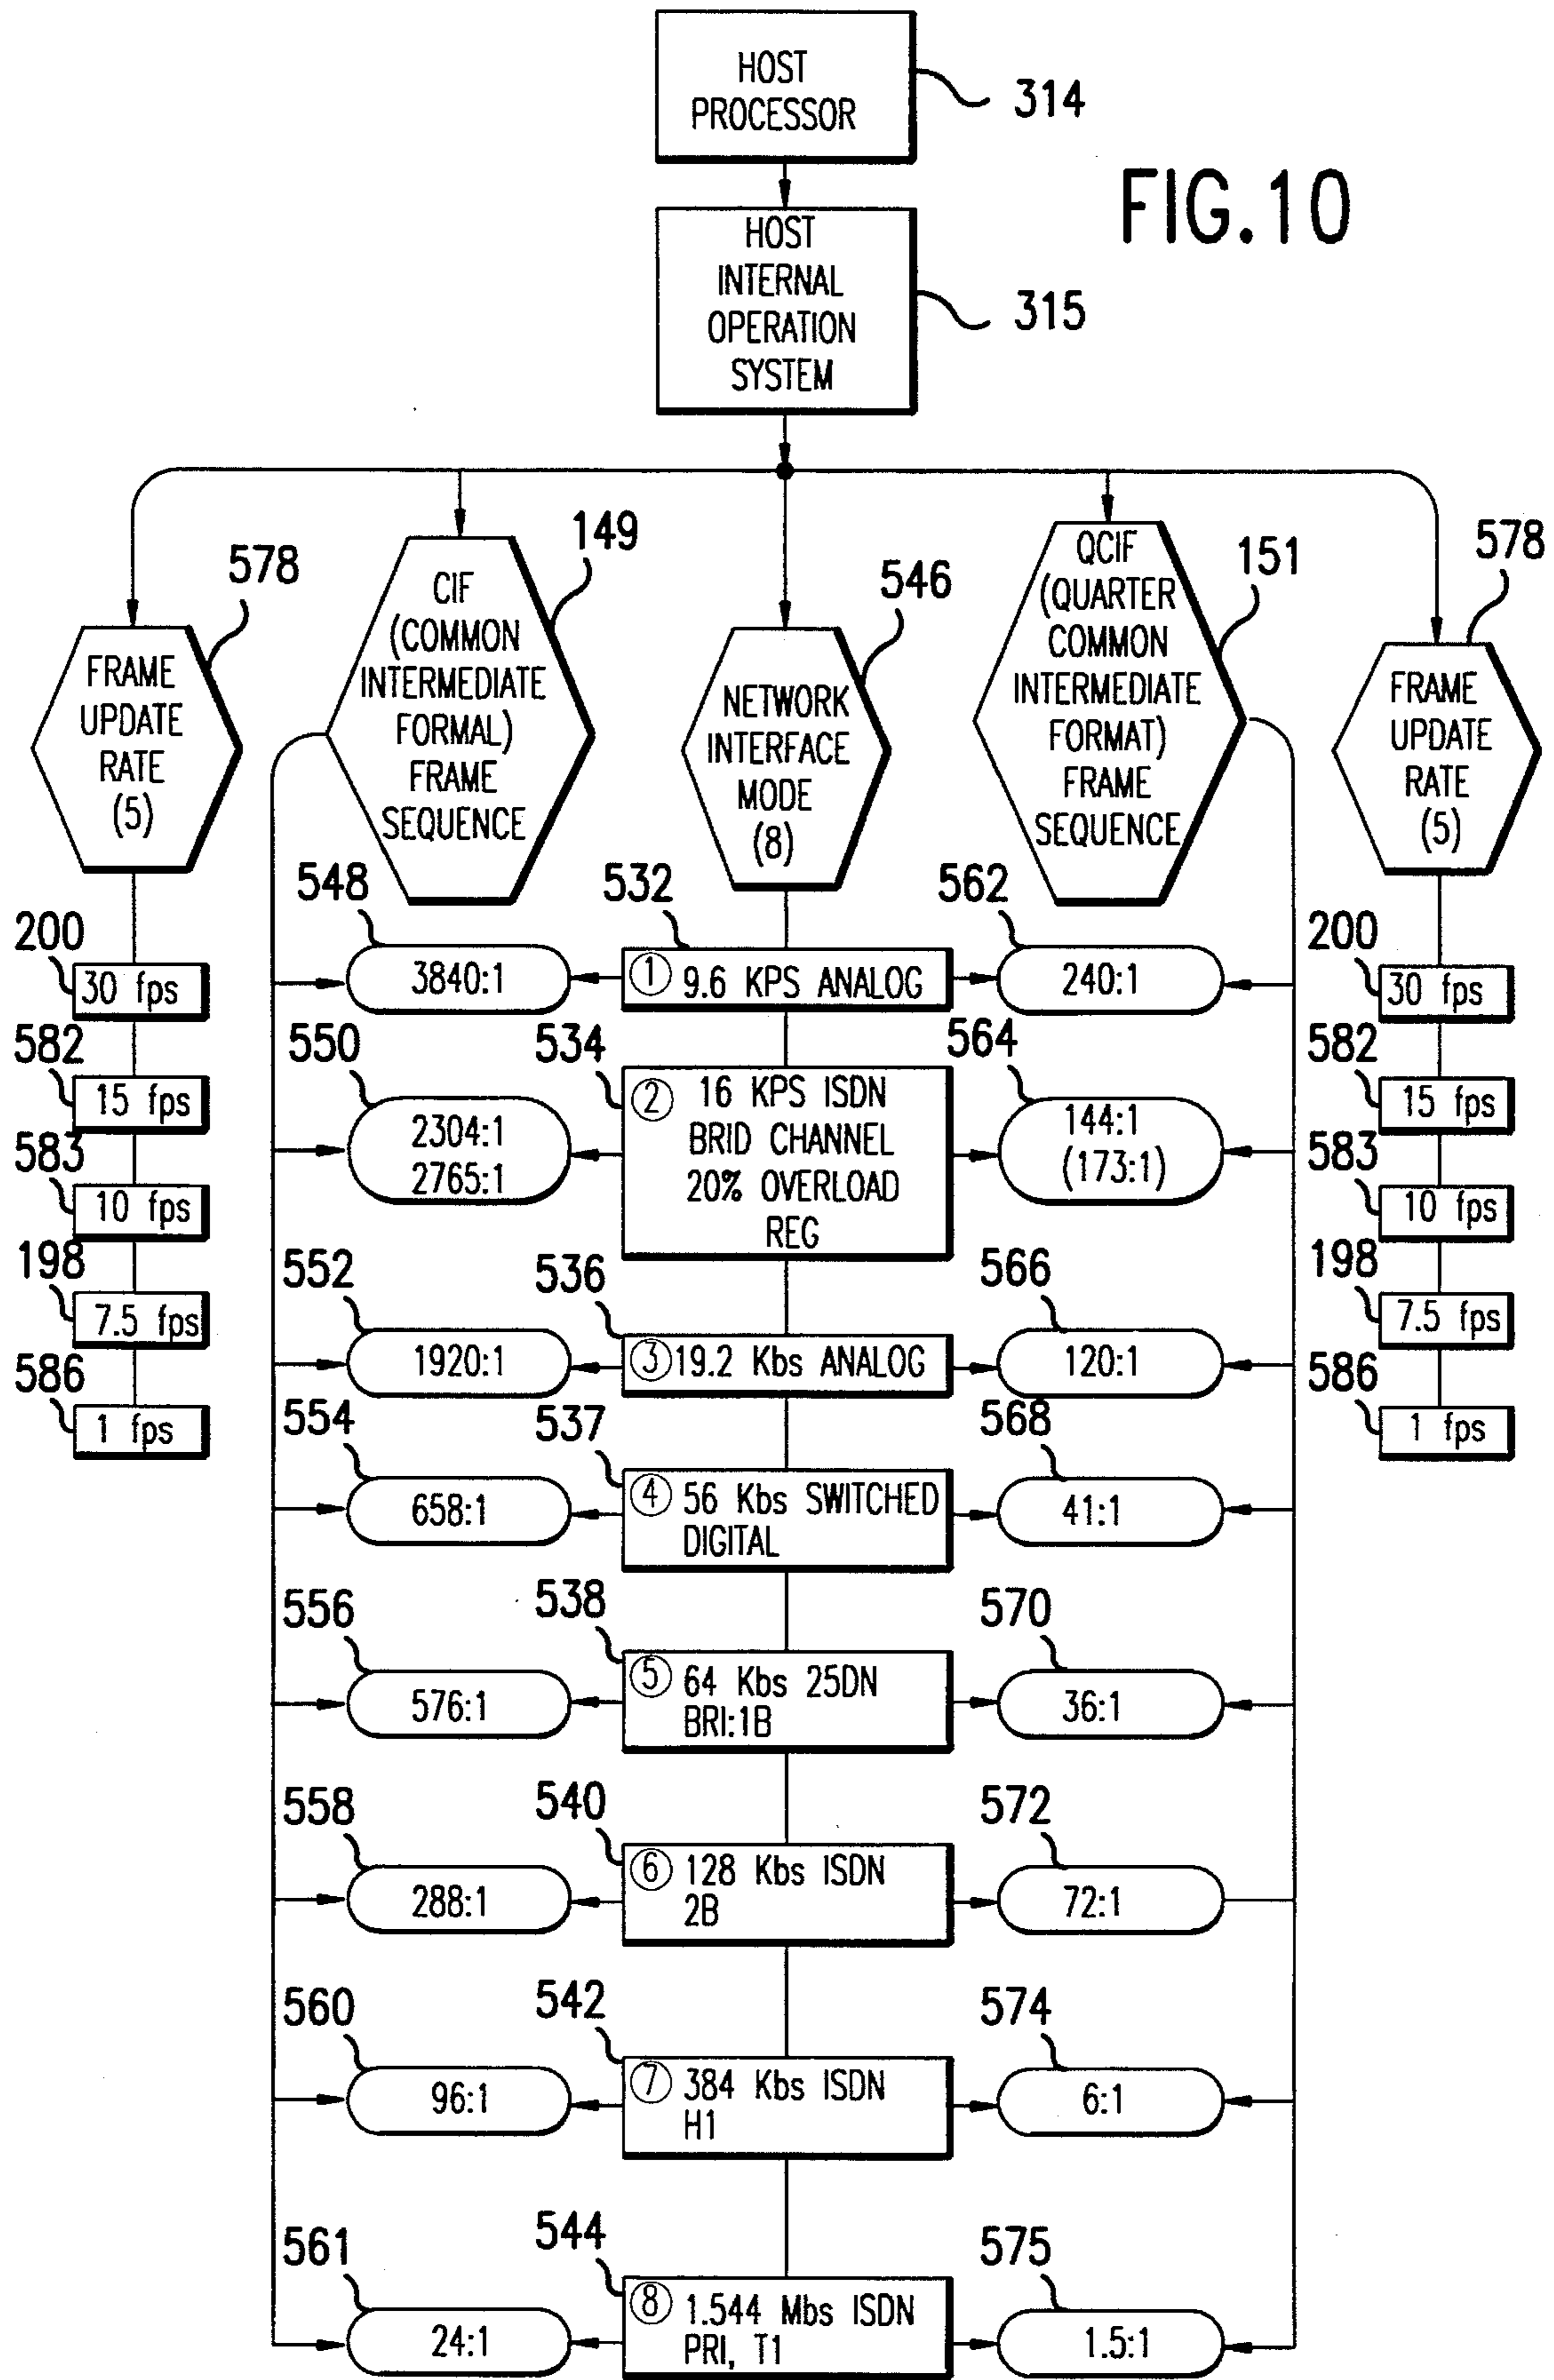 HOST
PROCESSOR
314
FIG.10
HOST
INTERNAL
OPERATION
SYSTEM
315
578
FRAME
UPDATE
RATE
(5)
149
CIF
(COMMON
INTERMEDIATE
FORMAL)
FRAME
SEQUENCE
546
NETWORK
INTERFACE
MODE
(8)
151
QCIF
(QUARTER
COMMON
INTERMEDIATE
FORMAT)
FRAME
SEQUENCE
578
FRAME
UPDATE
RATE
(5)
200
30 fps
582
15 fps
583
10 fps
198
7.5 fps
586
1 fps
548
3840:1
532
1 9.6 KPS ANALOG
562
240:1
550
2304:1
2765:1
534
2 16 KPS ISDN
BRID CHANNEL
20% OVERLOAD
REG
564
144:1
(173:1)
552
1920:1
536
3 19.2 Kbs ANALOG
566
120:1
554
658:1
537
4 56 Kbs SWITCHED
DIGITAL
568
41:1
556
576:1
538
5 64 Kbs 25DN
BRI:1B
570
36:1
558
288:1
540
6 128 Kbs ISDN
2B
572
72:1
560
96:1
542
7 384 Kbs ISDN
H1
574
6:1
561
24:1
544
8 1.544 Mbs ISDN
PRI, T1
575
1.5:1
200
30 fps
582
15 fps
583
10 fps
198
7.5 fps
586
1 fps